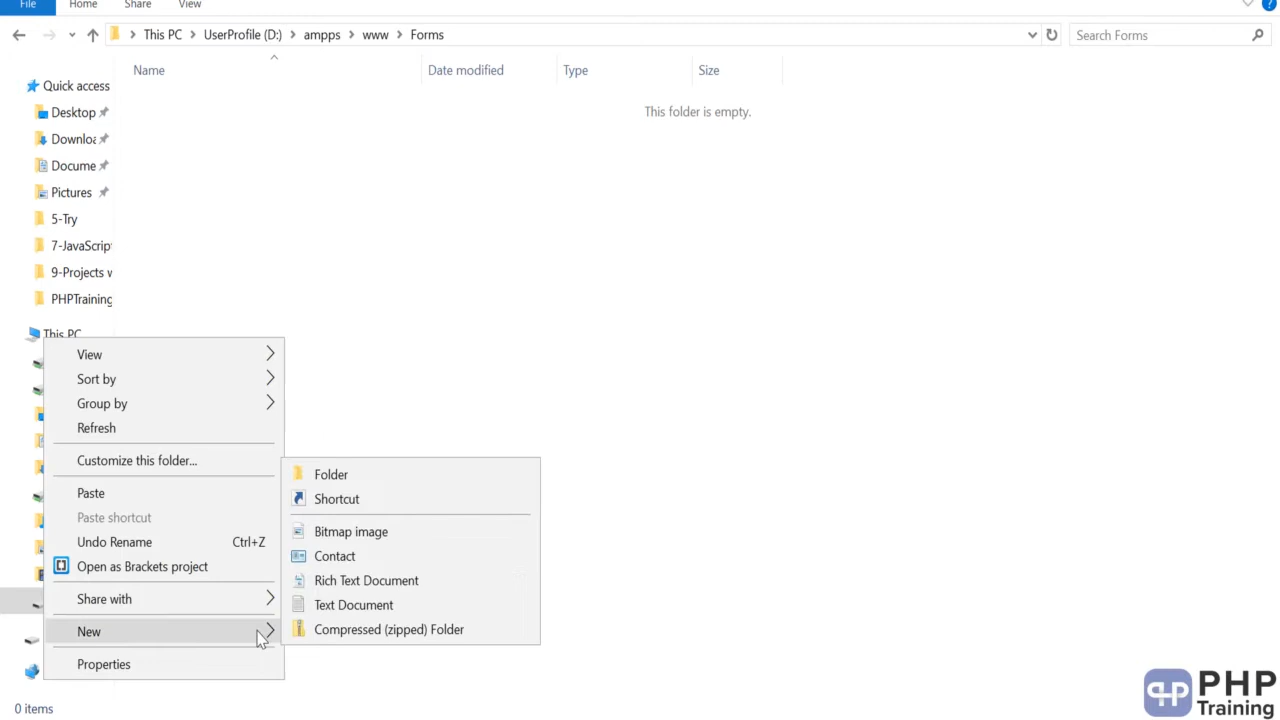 File Home Share View
This PC UserProfile (D:) ampps www Forms
Search Forms
Name Date modified Type Size
This folder is empty.
Quick access
Desktop
Downloa
Docume
Pictures
5-Try
7-JavaScrip
9-Projects w
PHPTraining
This PC
View
Sort by
Group by
Refresh
Customize this folder...
Paste
Paste shortcut
Undo Rename Ctrl+Z
Open as Brackets project
Share with
New
Properties
Folder
Shortcut
Bitmap image
Contact
Rich Text Document
Text Document
Compressed (zipped) Folder
0 items
PHP
Training